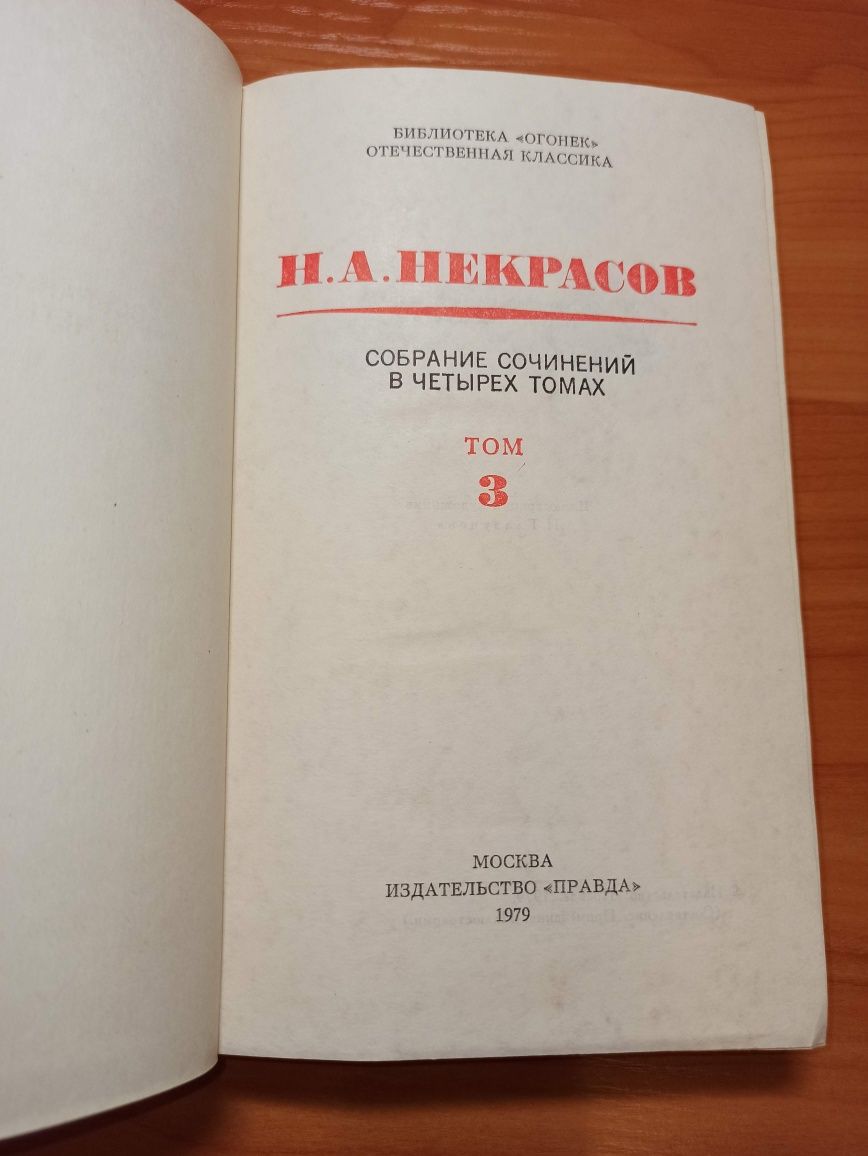 БИБЛИОТЕКА «ОГОНЕК»
ОТЕЧЕСТВЕННАЯ КЛАССИКА
Н.А.НЕКРАСОВ
СОБРАНИЕ СОЧИНЕНИЙ
В ЧЕТЫРЕХ ТОМАХ
ТОМ
3
МОСКВА
ИЗДАТЕЛЬСТВО «ПРАВДА»
1979